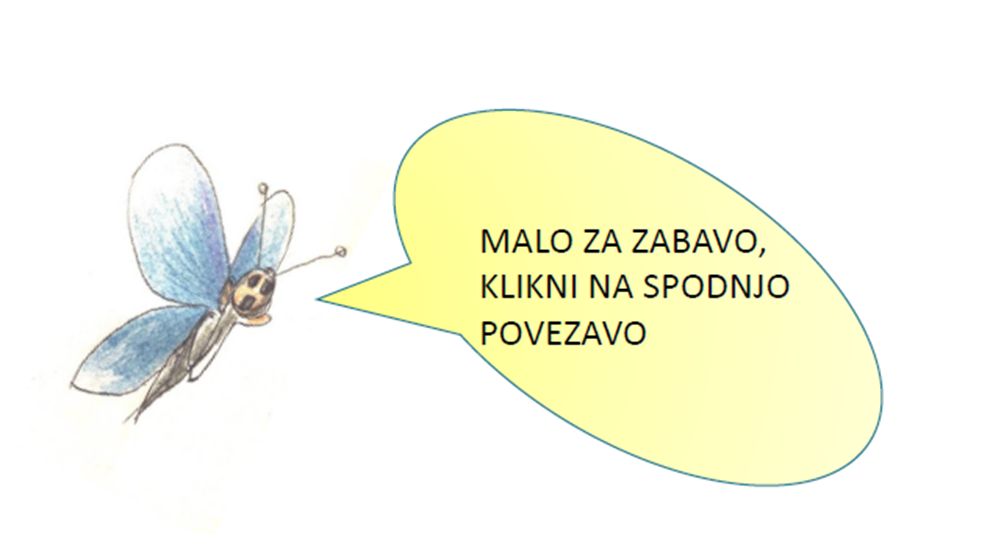 MALO ZA ZABAVO,
KLIKNI NA SPODNJO
POVEZAVO